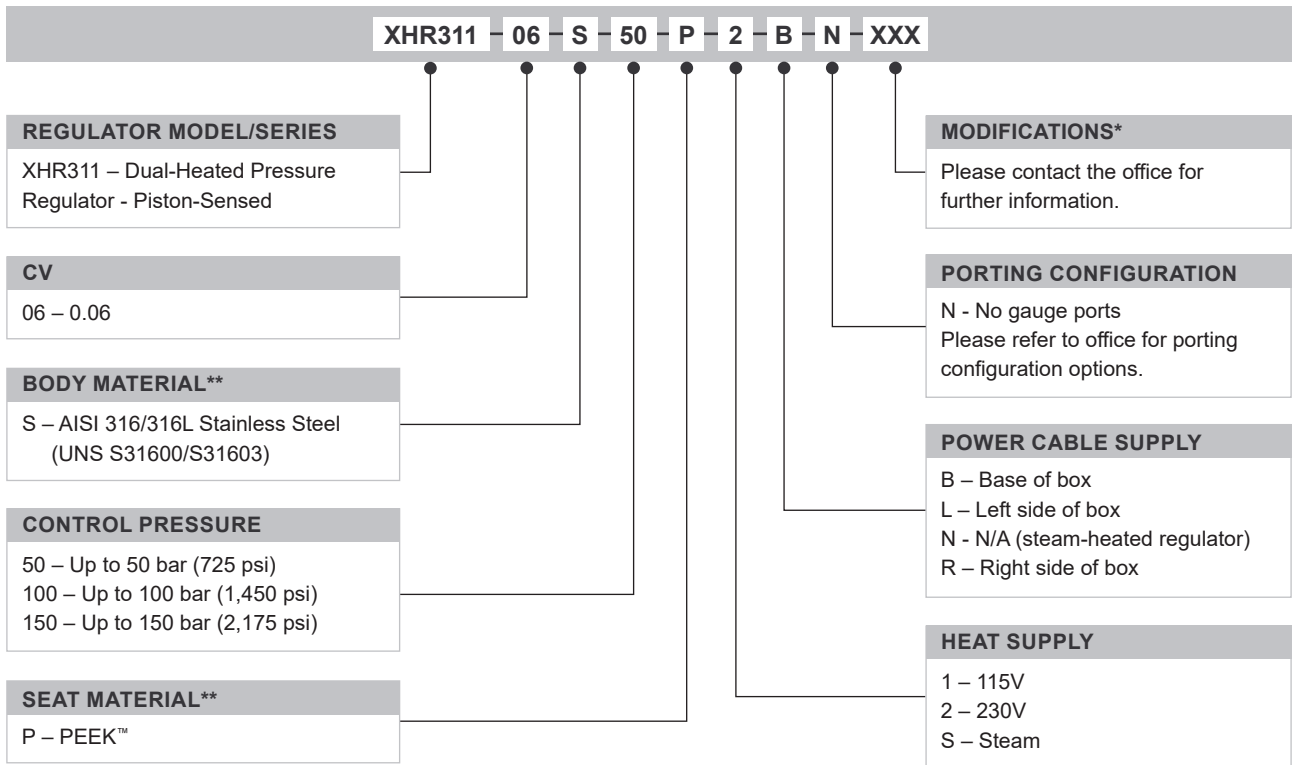 XHR311 - 06 - S - 50 - P - 2 - B - N - XXX
REGULATOR MODEL/SERIES
XHR311 – Dual-Heated Pressure
Regulator - Piston-Sensed
CV
06 – 0.06
BODY MATERIAL**
S – AISI 316/316L Stainless Steel
(UNS S31600/S31603)
CONTROL PRESSURE
50 – Up to 50 bar (725 psi)
100 – Up to 100 bar (1,450 psi)
150 – Up to 150 bar (2,175 psi)
SEAT MATERIAL**
P – PEEK™
MODIFICATIONS*
Please contact the office for
further information.
PORTING CONFIGURATION
N - No gauge ports
Please refer to office for porting
configuration options.
POWER CABLE SUPPLY
B – Base of box
L – Left side of box
N - N/A (steam-heated regulator)
R – Right side of box
HEAT SUPPLY
1 – 115V
2 – 230V
S – Steam